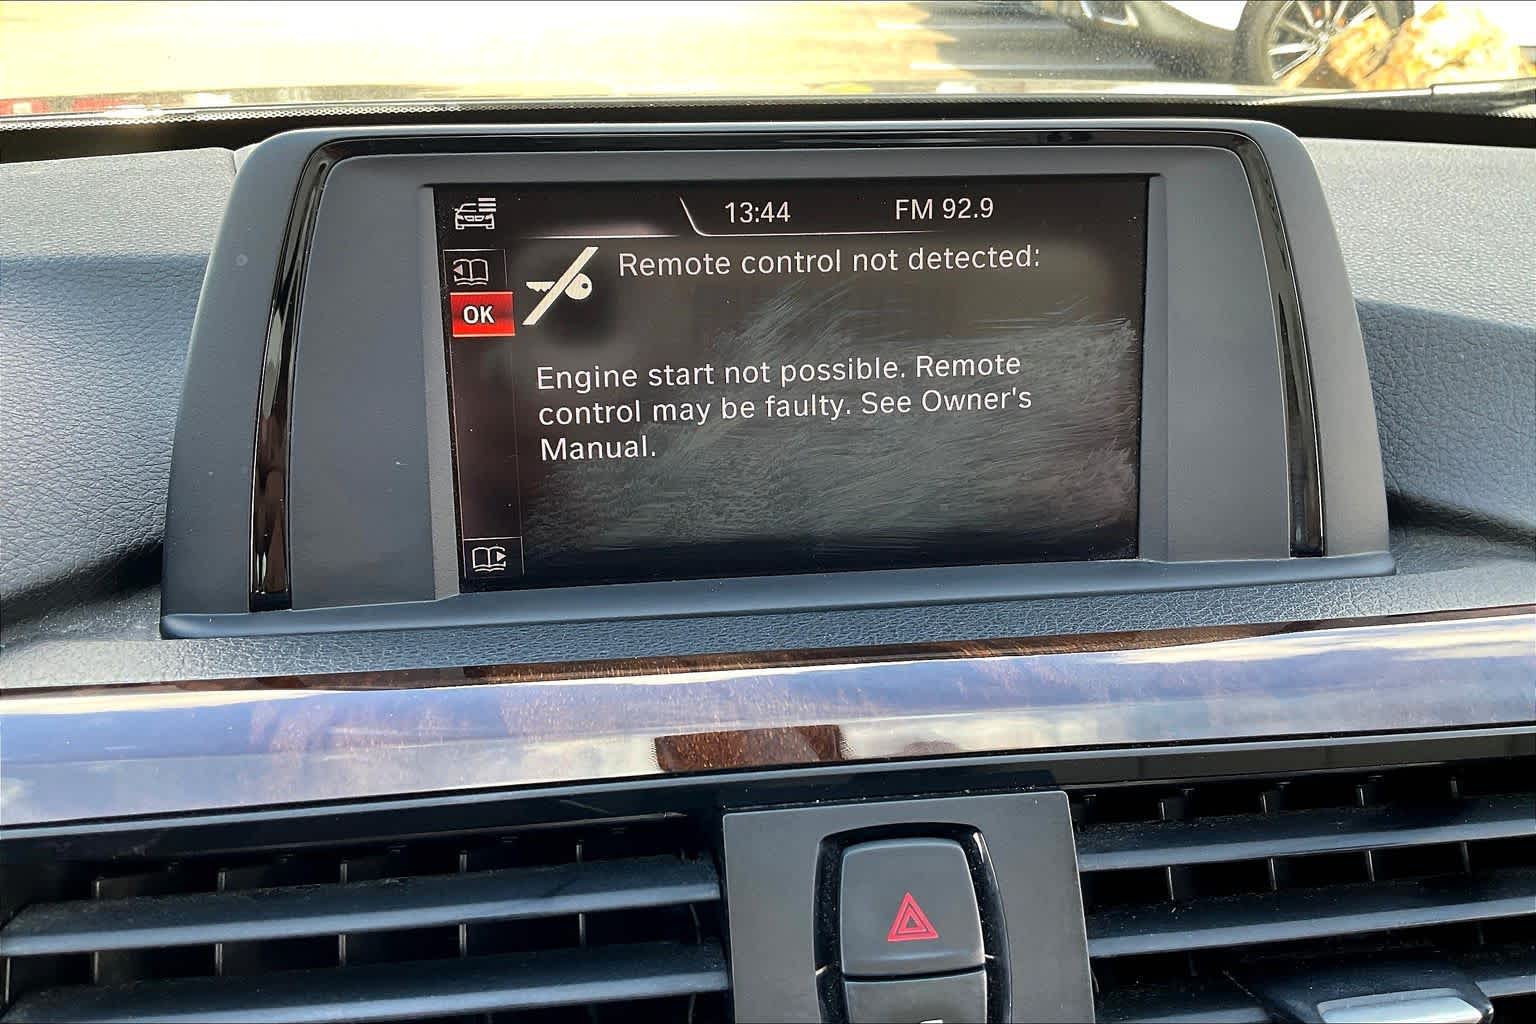 13:44 FM 92.9
Remote control not detected:
OK
Engine start not possible. Remote
control may be faulty. See Owner's
Manual.